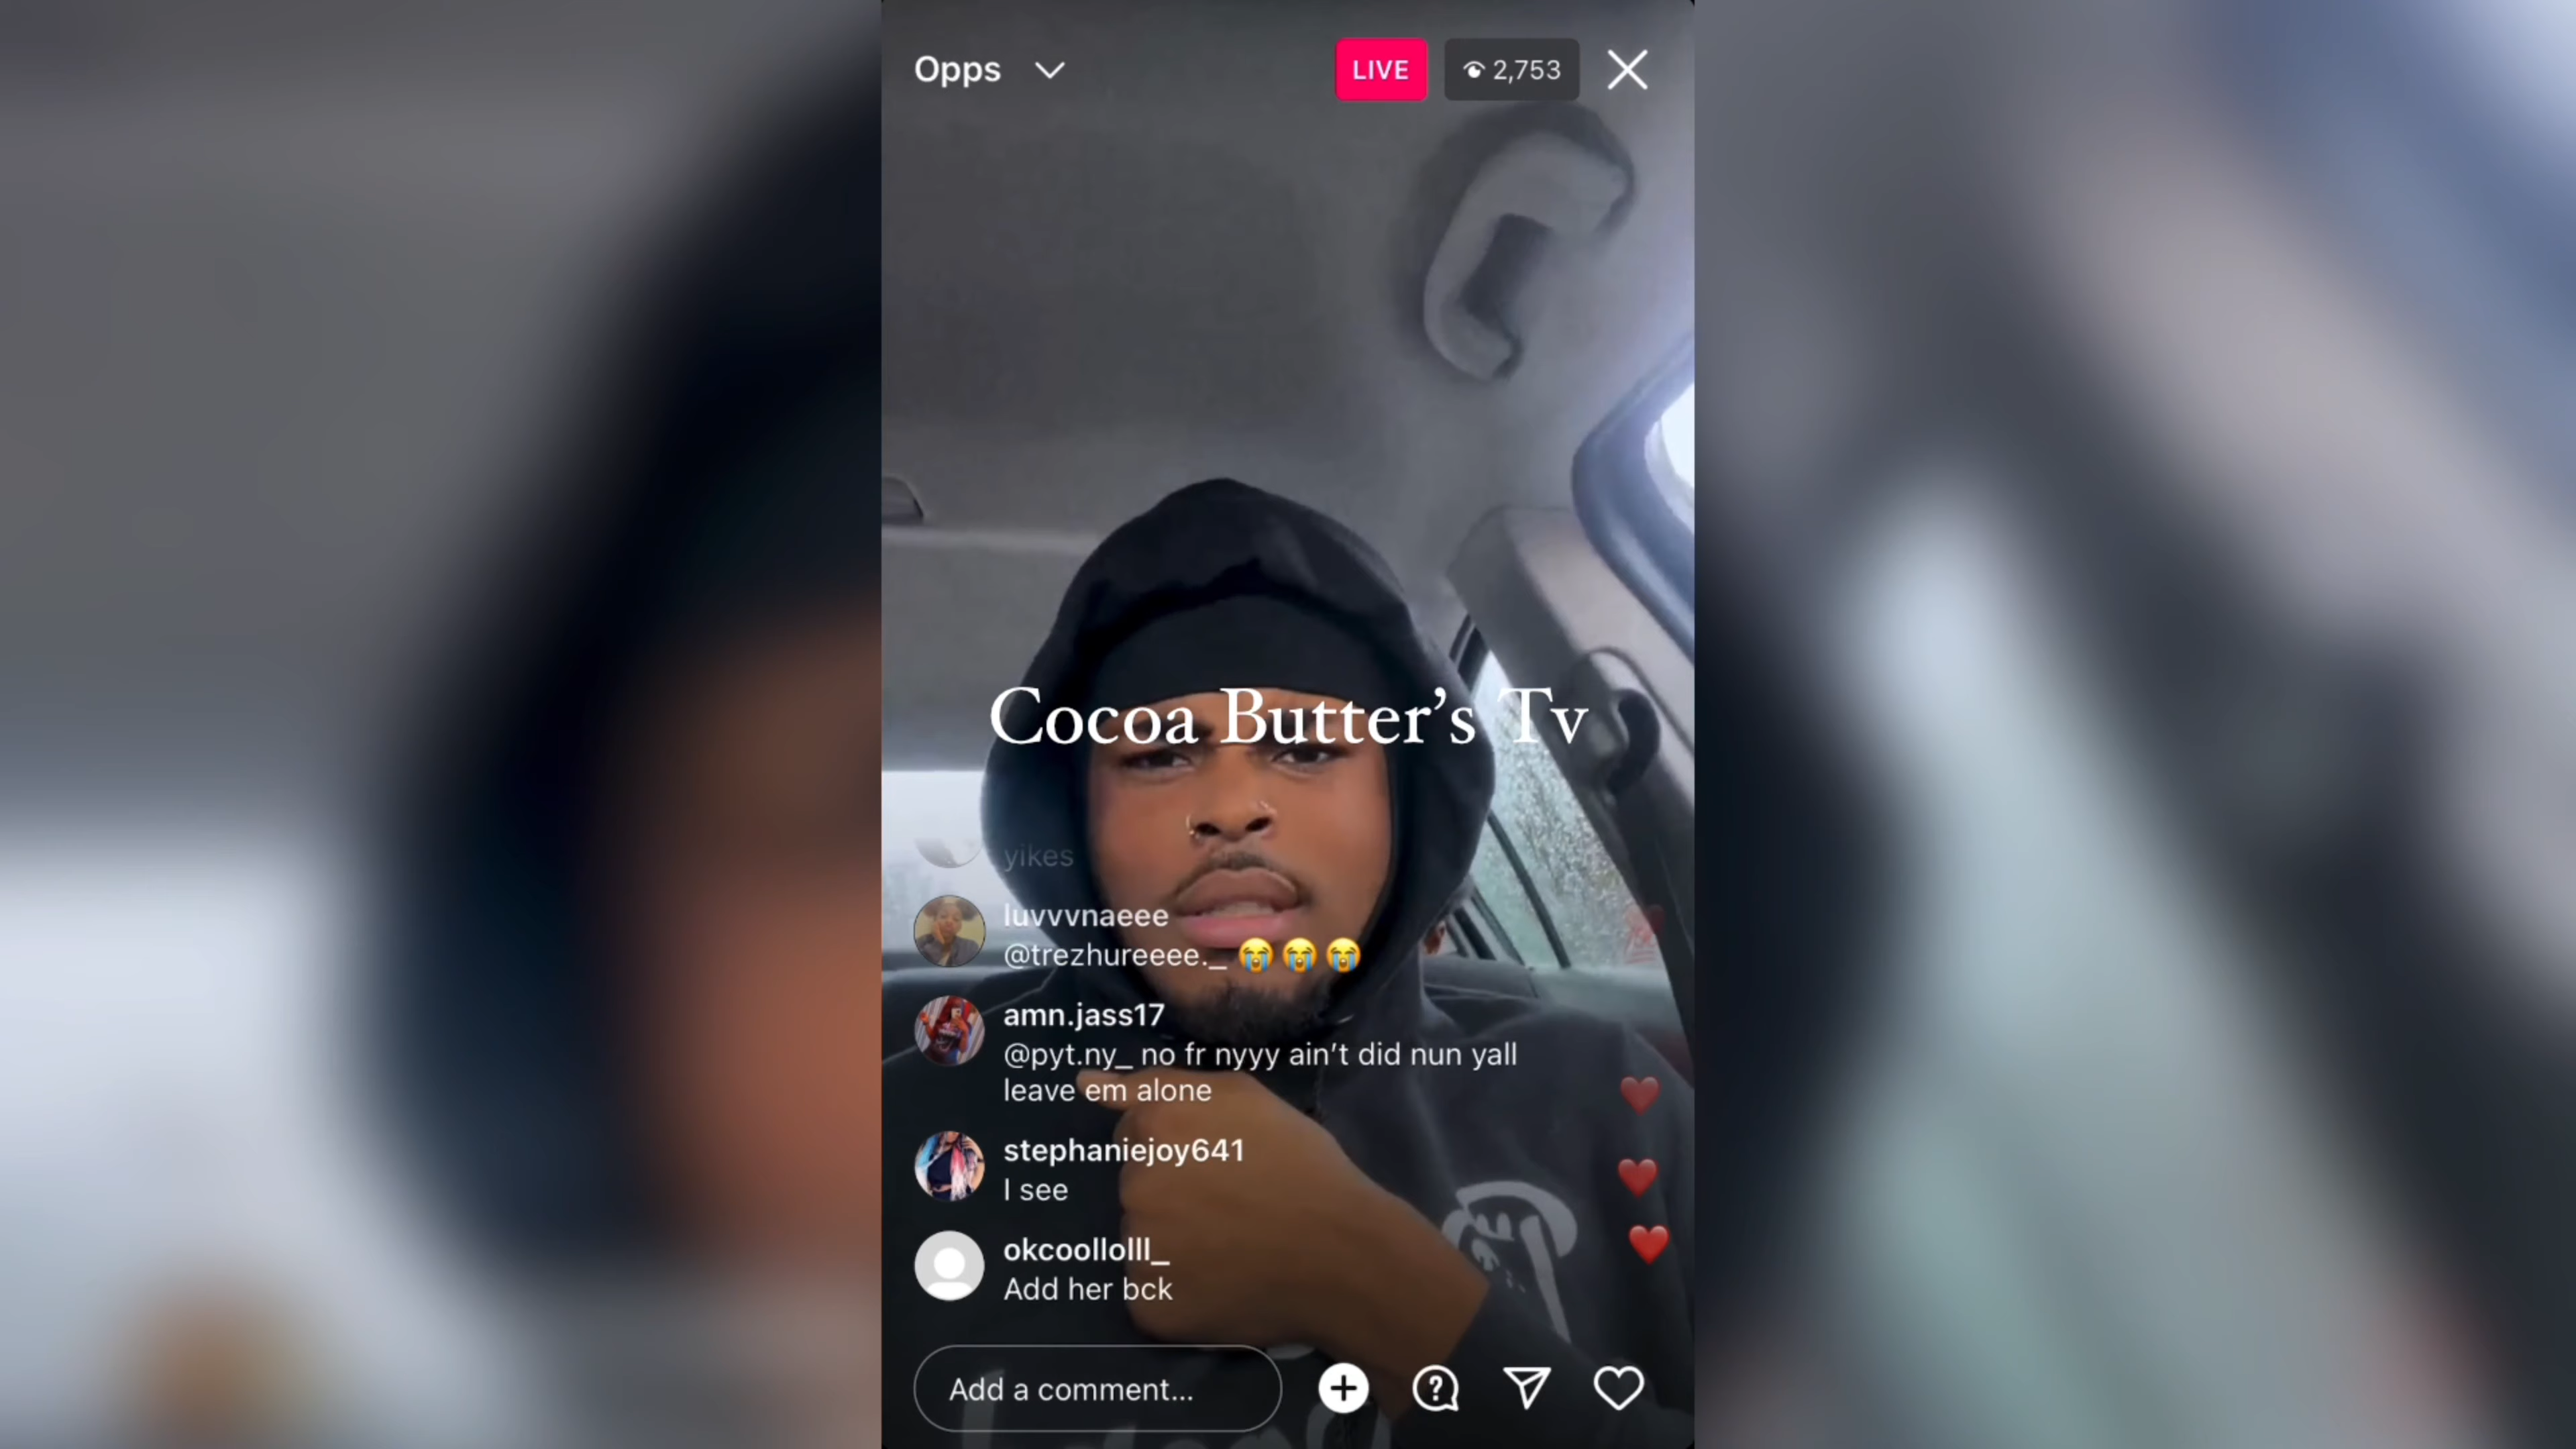 Opps
LIVE
2,753
Cocoa Butter’s Tv
yikes
luvvvnaeee
@trezhureeee._ 😭😭😭
amn.jass17
@pyt.ny_ no fr nyyy ain’t did nun yall
leave em alone
stephaniejoy641
I see
okcoollolll_
Add her bck
Add a comment...